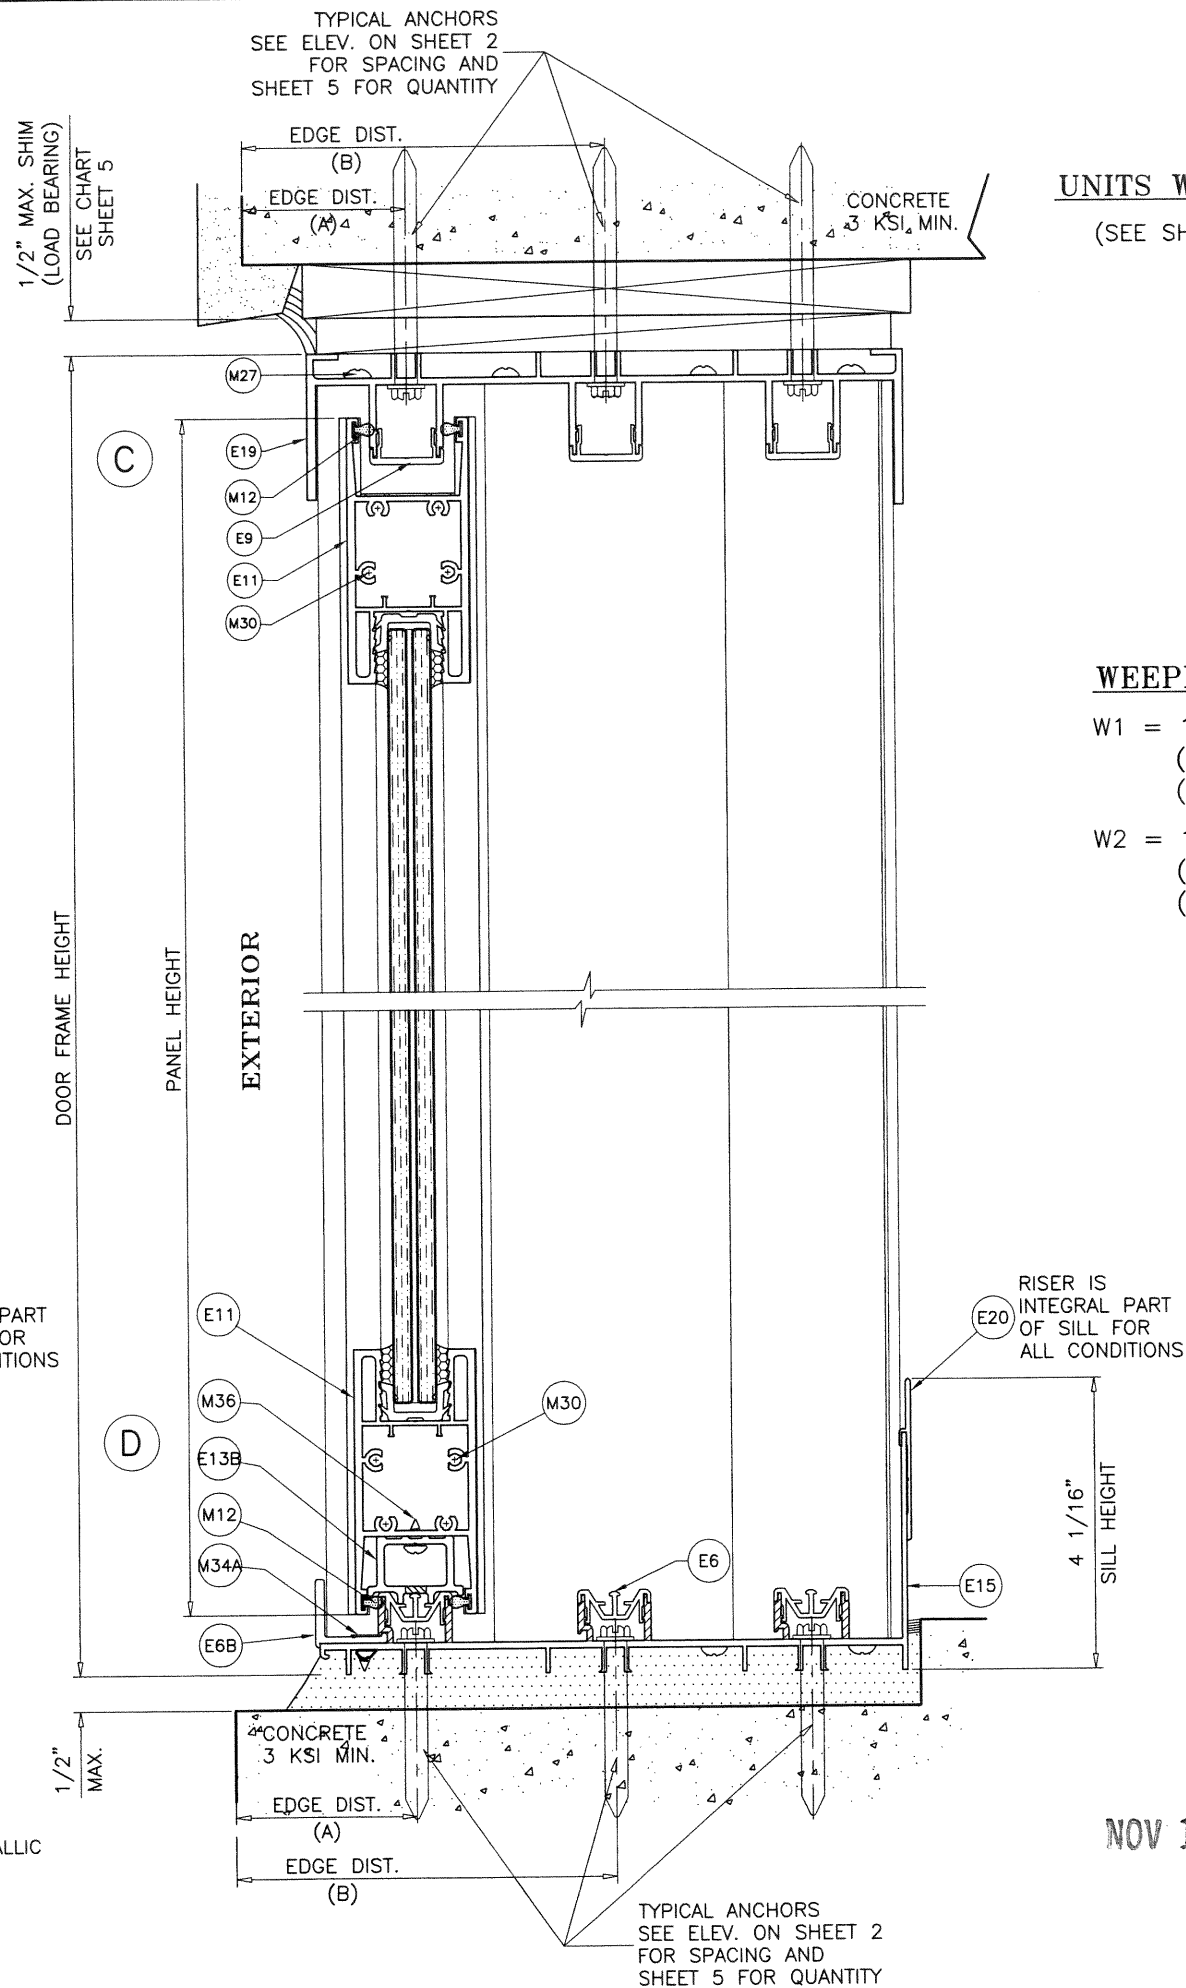 TYPICAL ANCHORS
SEE ELEV. ON SHEET 2
FOR SPACING AND
SHEET 5 FOR QUANTITY
1/2" MAX. SHIM
(LOAD BEARING)
SEE CHART
SHEET 5
EDGE DIST.
(B)
EDGE DIST.
(A)
CONCRETE
3 KSI MIN.
UNITS W
(SEE SH
M27
C
E19
M12
E9
E11
M30
WEEP
W1 = 1
(
(
W2 = 1
(
(
DOOR FRAME HEIGHT
PANEL HEIGHT
EXTERIOR
PART
OR
ITIONS
E11
M36
D
E13B
M12
M34A
E6B
M30
E6
E20
RISER IS
INTEGRAL PART
OF SILL FOR
ALL CONDITIONS
4 1/16"
SILL HEIGHT
E15
1/2"
MAX.
CONCRETE
3 KSI MIN.
EDGE DIST.
(A)
EDGE DIST.
(B)
ALLIC
NOV 1
TYPICAL ANCHORS
SEE ELEV. ON SHEET 2
FOR SPACING AND
SHEET 5 FOR QUANTITY